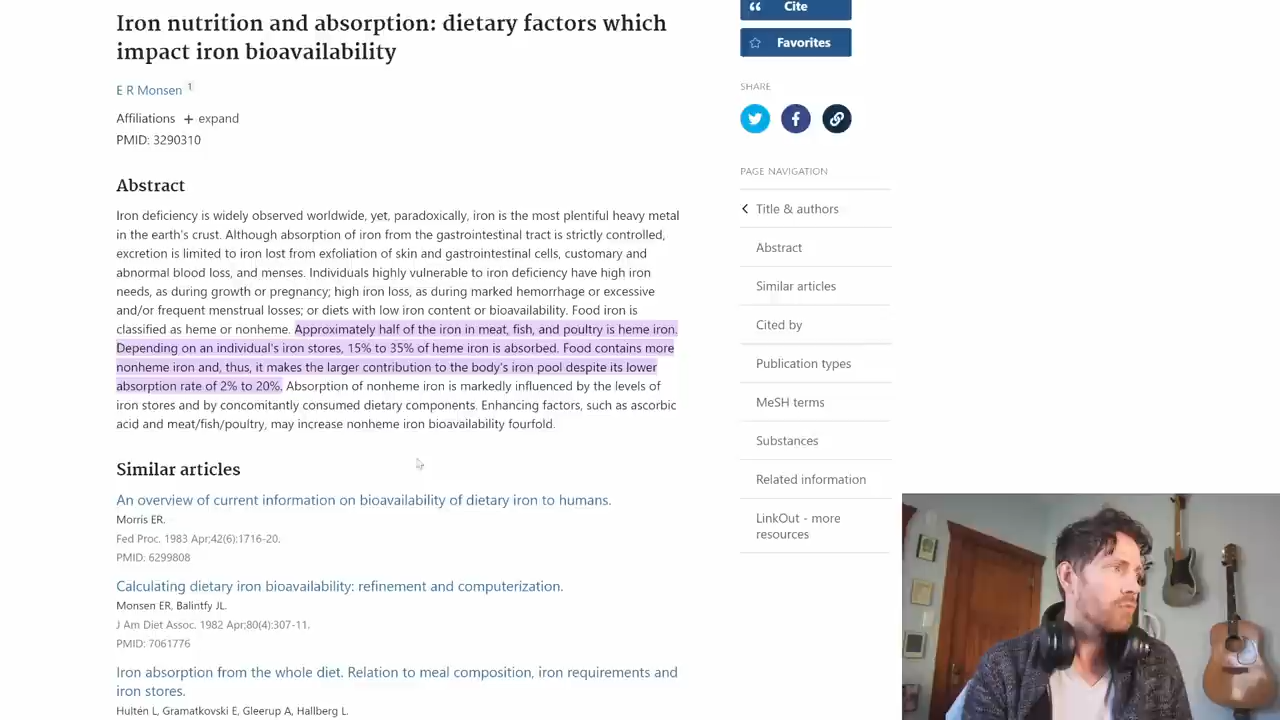 Iron nutrition and absorption: dietary factors which
impact iron bioavailability
E R Monsen 1
Affiliations + expand
PMID: 3290310
Abstract
Iron deficiency is widely observed worldwide, yet, paradoxically, iron is the most plentiful heavy metal
in the earth's crust. Although absorption of iron from the gastrointestinal tract is strictly controlled,
excretion is limited to iron lost from exfoliation of skin and gastrointestinal cells, customary and
abnormal blood loss, and menses. Individuals highly vulnerable to iron deficiency have high iron
needs, as during growth or pregnancy; high iron loss, as during marked hemorrhage or excessive
and/or frequent menstrual losses; or diets with low iron content or bioavailability. Food iron is
classified as heme or nonheme. Approximately half of the iron in meat, fish, and poultry is heme iron.
Depending on an individual's iron stores, 15% to 35% of heme iron is absorbed. Food contains more
nonheme iron and, thus, it makes the larger contribution to the body's iron pool despite its lower
absorption rate of 2% to 20%. Absorption of nonheme iron is markedly influenced by the levels of
iron stores and by concomitantly consumed dietary components. Enhancing factors, such as ascorbic
acid and meat/fish/poultry, may increase nonheme iron bioavailability fourfold.
Similar articles
An overview of current information on bioavailability of dietary iron to humans.
Morris ER.
Fed Proc. 1983 Apr;42(6):1716-20.
PMID: 6299808
Calculating dietary iron bioavailability: refinement and computerization.
Monsen ER, Balintfy JL.
J Am Diet Assoc. 1982 Apr;80(4):307-11.
PMID: 7061776
Iron absorption from the whole diet. Relation to meal composition, iron requirements and
iron stores.
Hultén L, Gramatkovski E, Gleerup A, Hallberg L.
Cite
Favorites
SHARE
PAGE NAVIGATION
Title & authors
Abstract
Similar articles
Cited by
Publication types
MeSH terms
Substances
Related information
LinkOut - more
resources